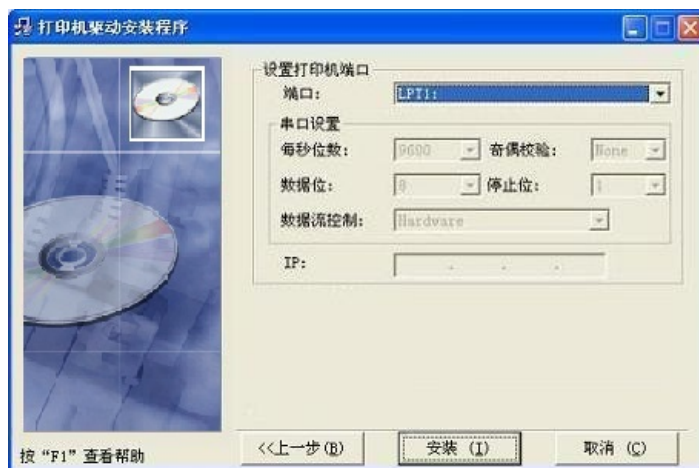 打印机驱动安装程序
设置打印机端口
端口: LPT1:
串口设置
每秒位数: 9600 奇偶校验: None
数据位: 8 停止位: 1
数据流控制: Hardware
IP: . . .
按 “F1” 查看帮助
<<上一步(B) 安装 (I) 取消 (C)